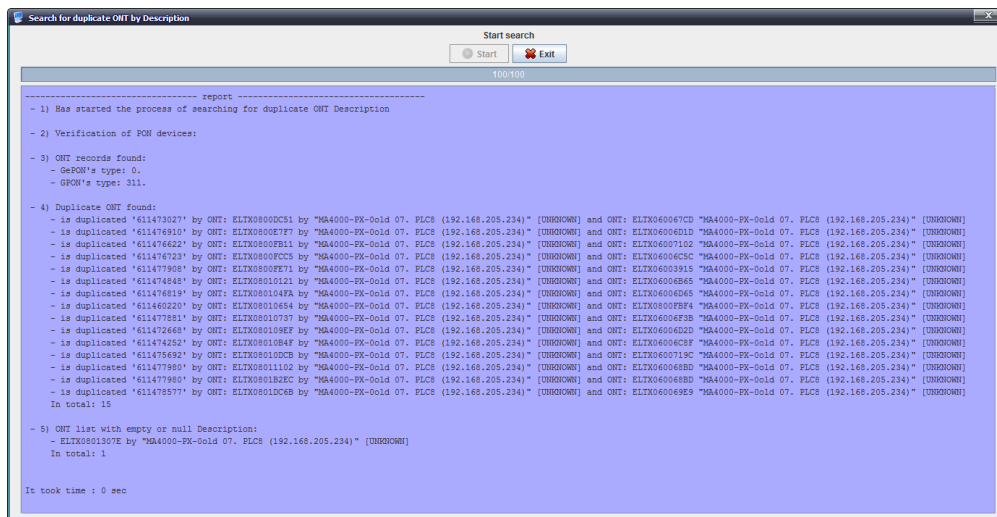 Search for duplicate ONT by Description
Start search
Start
Exit
100/100
---------------------------------- report -------------------------------------
- 1) Has started the process of searching for duplicate ONT Description
- 2) Verification of PON devices:
- 3) ONT records found:
- GePON's type: 0.
- GPON's type: 311.
- 4) Duplicate ONT found:
- is duplicated '611473027' by ONT: ELTX0800DC51 by "MA4000-PX-0old 07. PLC8 (192.168.205.234)" [UNKNOWN] and ONT: ELTX060067CD "MA4000-PX-0old 07. PLC8 (192.168.205.234)" [UNKNOWN]
- is duplicated '611476910' by ONT: ELTX0800E7F7 by "MA4000-PX-0old 07. PLC8 (192.168.205.234)" [UNKNOWN] and ONT: ELTX06006D1D "MA4000-PX-0old 07. PLC8 (192.168.205.234)" [UNKNOWN]
- is duplicated '611476622' by ONT: ELTX0800FB11 by "MA4000-PX-0old 07. PLC8 (192.168.205.234)" [UNKNOWN] and ONT: ELTX06007102 "MA4000-PX-0old 07. PLC8 (192.168.205.234)" [UNKNOWN]
- is duplicated '611476723' by ONT: ELTX0800FCC5 by "MA4000-PX-0old 07. PLC8 (192.168.205.234)" [UNKNOWN] and ONT: ELTX06006C5C "MA4000-PX-0old 07. PLC8 (192.168.205.234)" [UNKNOWN]
- is duplicated '611477908' by ONT: ELTX0800FE71 by "MA4000-PX-0old 07. PLC8 (192.168.205.234)" [UNKNOWN] and ONT: ELTX06003915 "MA4000-PX-0old 07. PLC8 (192.168.205.234)" [UNKNOWN]
- is duplicated '611474848' by ONT: ELTX08010121 by "MA4000-PX-0old 07. PLC8 (192.168.205.234)" [UNKNOWN] and ONT: ELTX06006B65 "MA4000-PX-0old 07. PLC8 (192.168.205.234)" [UNKNOWN]
- is duplicated '611476819' by ONT: ELTX080104FA by "MA4000-PX-0old 07. PLC8 (192.168.205.234)" [UNKNOWN] and ONT: ELTX06006D65 "MA4000-PX-0old 07. PLC8 (192.168.205.234)" [UNKNOWN]
- is duplicated '611460220' by ONT: ELTX08010654 by "MA4000-PX-0old 07. PLC8 (192.168.205.234)" [UNKNOWN] and ONT: ELTX0800FBF4 "MA4000-PX-0old 07. PLC8 (192.168.205.234)" [UNKNOWN]
- is duplicated '611477881' by ONT: ELTX08010737 by "MA4000-PX-0old 07. PLC8 (192.168.205.234)" [UNKNOWN] and ONT: ELTX06006F3B "MA4000-PX-0old 07. PLC8 (192.168.205.234)" [UNKNOWN]
- is duplicated '611472668' by ONT: ELTX080109EF by "MA4000-PX-0old 07. PLC8 (192.168.205.234)" [UNKNOWN] and ONT: ELTX06006D2D "MA4000-PX-0old 07. PLC8 (192.168.205.234)" [UNKNOWN]
- is duplicated '611474252' by ONT: ELTX08010B4F by "MA4000-PX-0old 07. PLC8 (192.168.205.234)" [UNKNOWN] and ONT: ELTX06006C8F "MA4000-PX-0old 07. PLC8 (192.168.205.234)" [UNKNOWN]
- is duplicated '611475692' by ONT: ELTX08010DCB by "MA4000-PX-0old 07. PLC8 (192.168.205.234)" [UNKNOWN] and ONT: ELTX0600719C "MA4000-PX-0old 07. PLC8 (192.168.205.234)" [UNKNOWN]
- is duplicated '611477980' by ONT: ELTX08011102 by "MA4000-PX-0old 07. PLC8 (192.168.205.234)" [UNKNOWN] and ONT: ELTX060068BD "MA4000-PX-0old 07. PLC8 (192.168.205.234)" [UNKNOWN]
- is duplicated '611477980' by ONT: ELTX0801B2EC by "MA4000-PX-0old 07. PLC8 (192.168.205.234)" [UNKNOWN] and ONT: ELTX060068BD "MA4000-PX-0old 07. PLC8 (192.168.205.234)" [UNKNOWN]
- is duplicated '611478577' by ONT: ELTX0801DC6B by "MA4000-PX-0old 07. PLC8 (192.168.205.234)" [UNKNOWN] and ONT: ELTX060069E9 "MA4000-PX-0old 07. PLC8 (192.168.205.234)" [UNKNOWN]
In total: 15
- 5) ONT list with empty or null Description:
- ELTX0801307E by "MA4000-PX-0old 07. PLC8 (192.168.205.234)" [UNKNOWN]
In total: 1
It took time : 0 sec